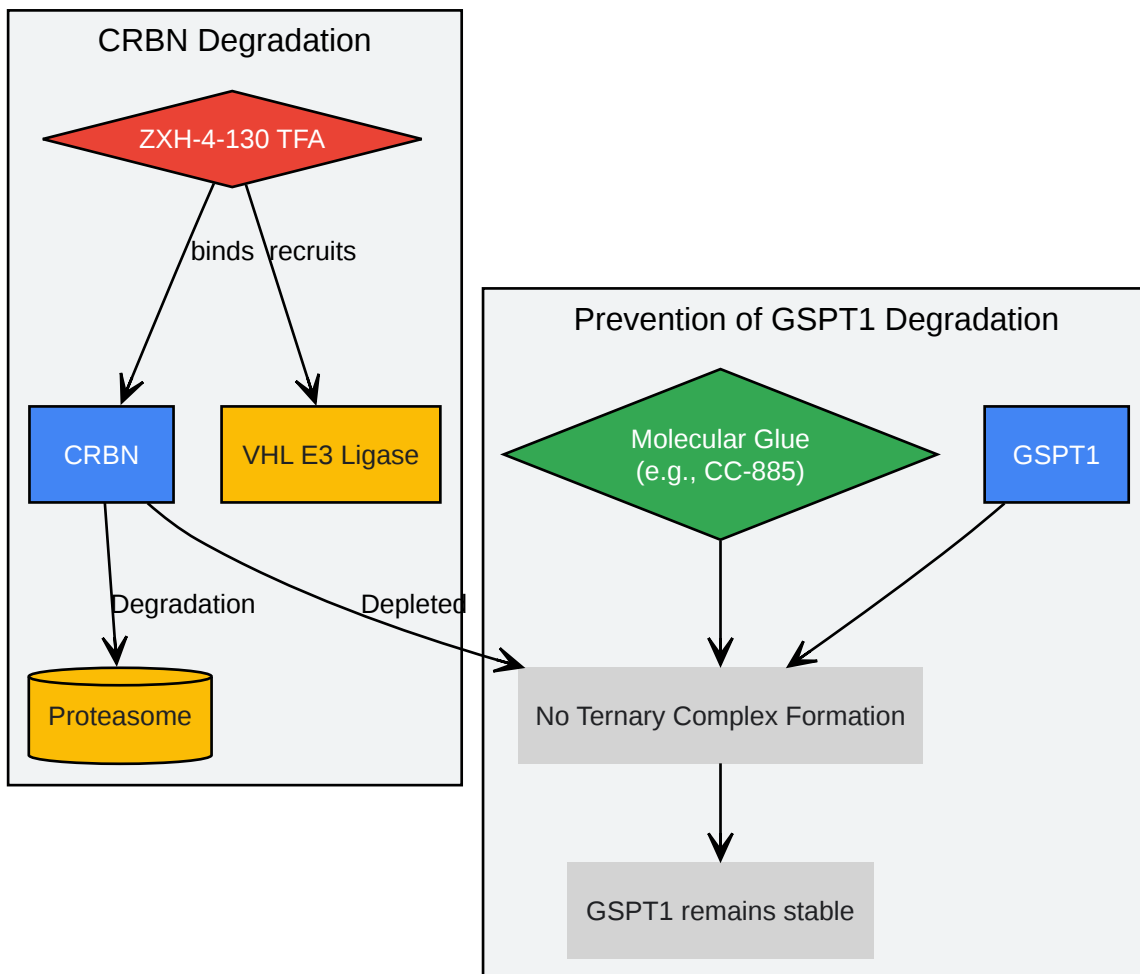 CRBN Degradation
ZXH-4-130 TFA
binds
recruits
CRBN
VHL E3 Ligase
Degradation
Depleted
Proteasome
Prevention of GSPT1 Degradation
Molecular Glue
(e.g., CC-885)
GSPT1
No Ternary Complex Formation
GSPT1 remains stable